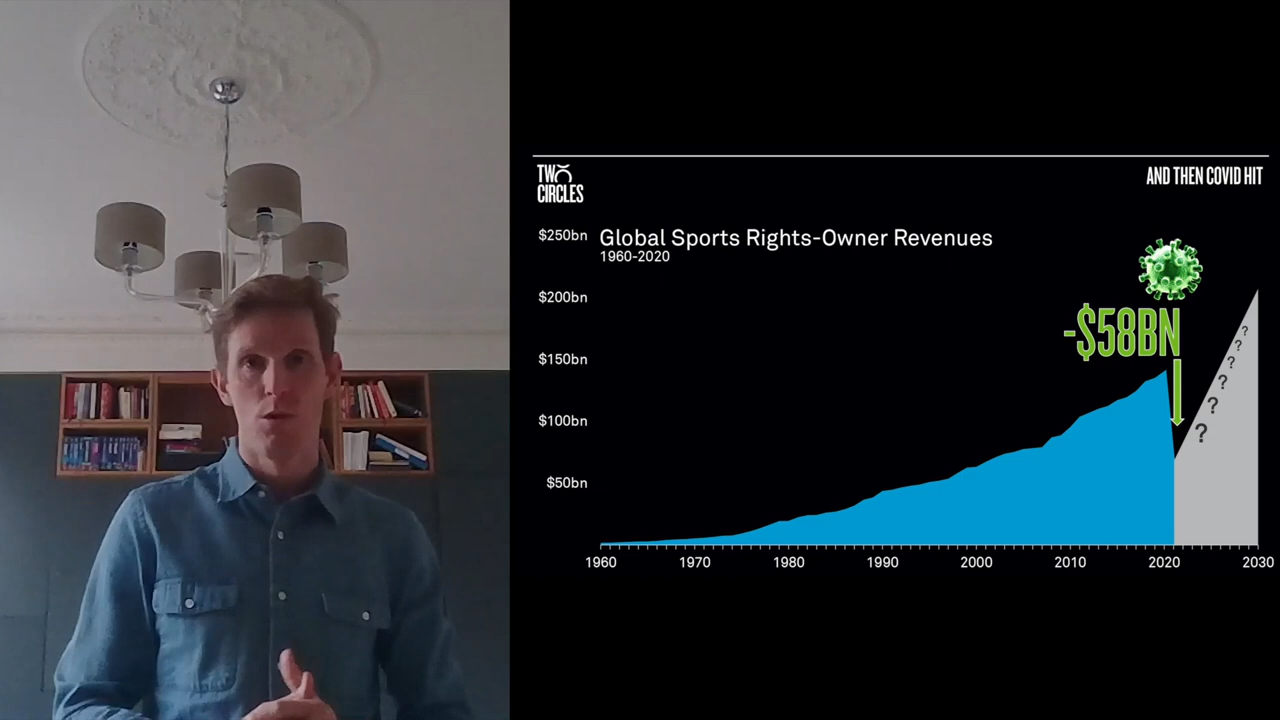 TWO
CIRCLES
AND THEN COVID HIT
Global Sports Rights-Owner Revenues
1960-2020
$250bn
$200bn
$150bn
$100bn
$50bn
-$58BN
? ? ? ? ? ?
1960 1970 1980 1990 2000 2010 2020 2030